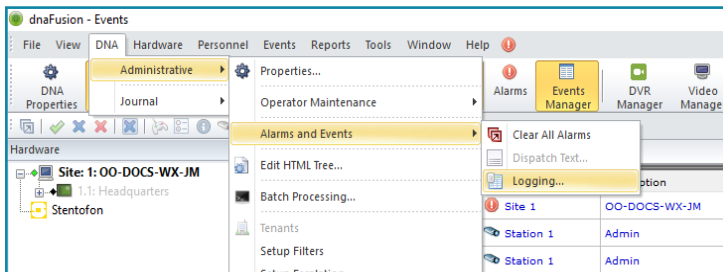 dnaFusion - Events
File View DNA Hardware Personnel Events Reports Tools Window Help
DNA Properties
Administrative
Journal
Properties...
Operator Maintenance
Alarms and Events
Edit HTML Tree...
Batch Processing...
Tenants
Setup Filters
Alarms
Events Manager
DVR Manager
Video
Clear All Alarms
Dispatch Text...
Logging...
Hardware
Site: 1: OO-DOCS-WX-JM
1.1: Headquarters
Stentofon
Site 1 OO-DOCS-WX-JM
Station 1 Admin
Station 1 Admin